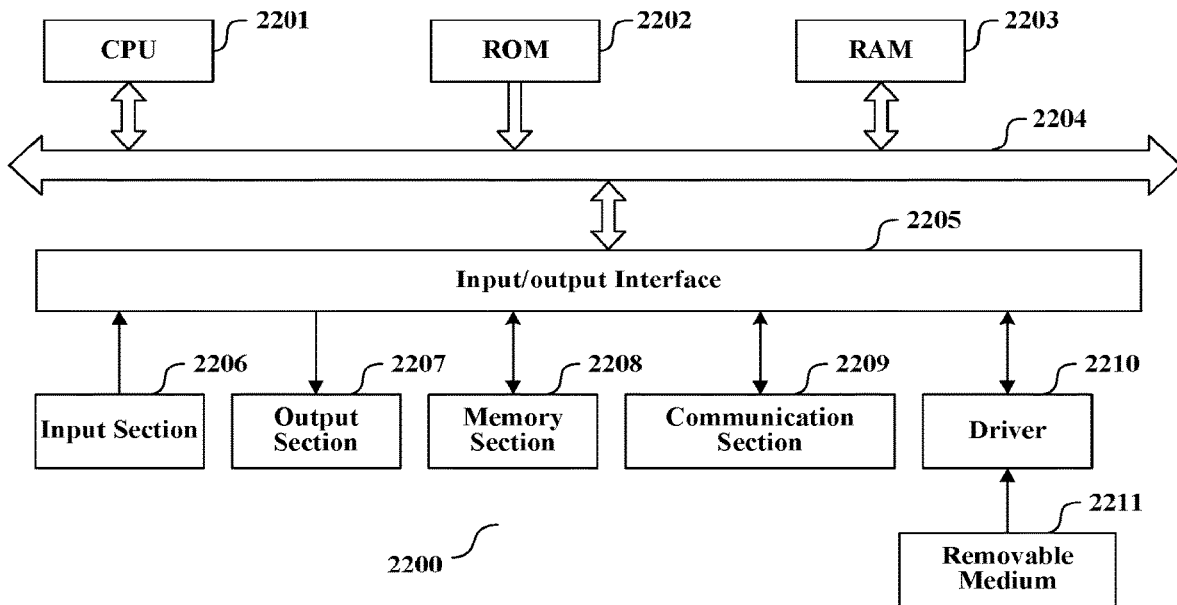 2201
2202
2203
CPU
ROM
RAM
2204
2205
Input/output Interface
2206
2207
2208
2209
2210
Input Section
Output
Section
Memory
Section
Communication
Section
Driver
2211
2200
Removable
Medium